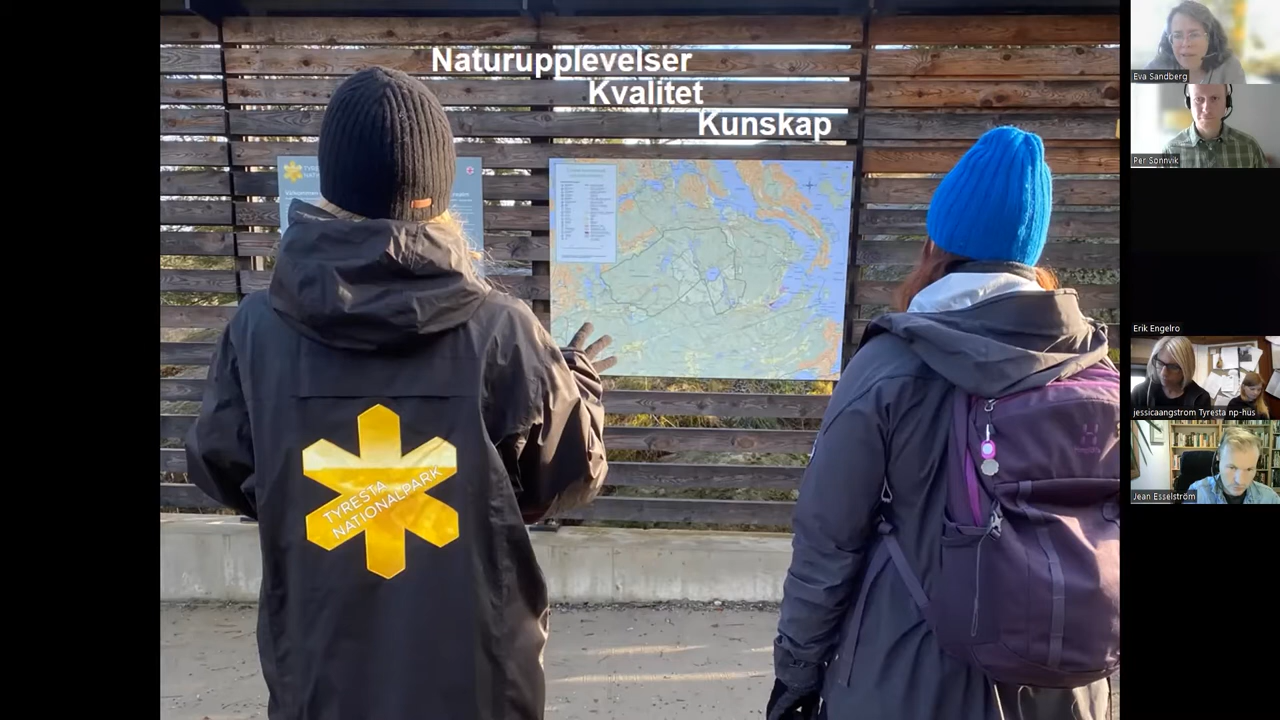 Naturupplevelser
Kvalitet
Kunskap
TYRESTA
NATIONALPARK
Eva Sandberg
Per Sonnvik
Erik Engelro
jessicaangstrom Tyresta np-hus
Jean Esselström